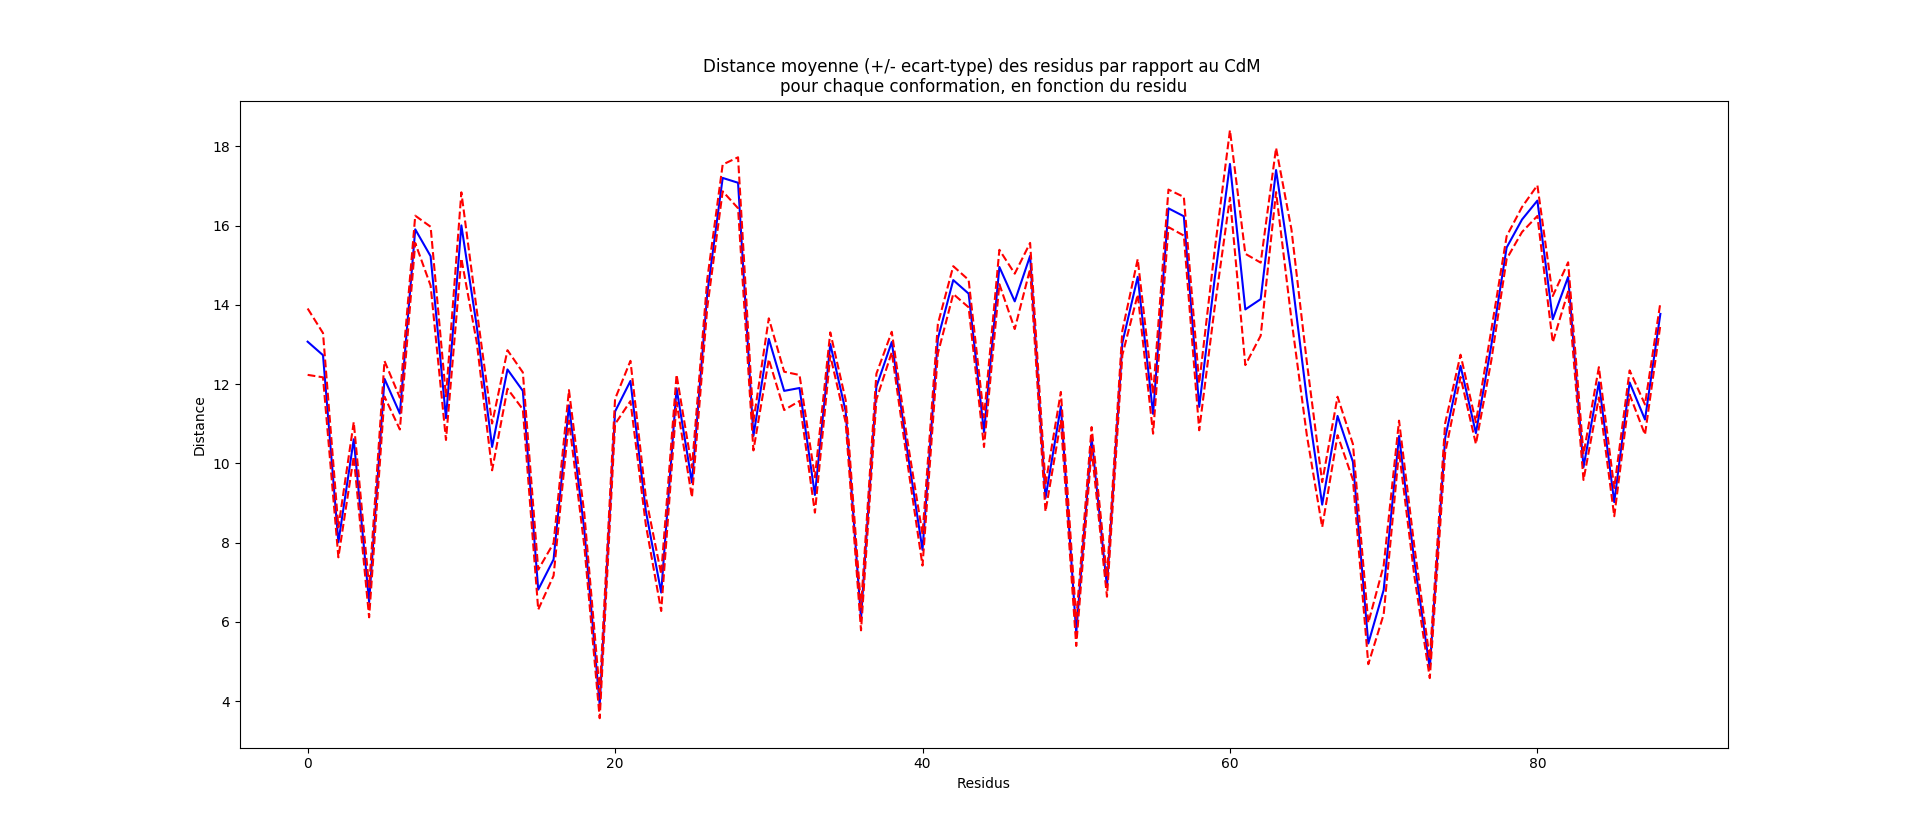 Distance moyenne (+/- ecart-type) des residus par rapport au CdM
pour chaque conformation, en fonction du residu
18
16
14
12
10
8
6
4
Distance
0 20 40 60 80
Residus